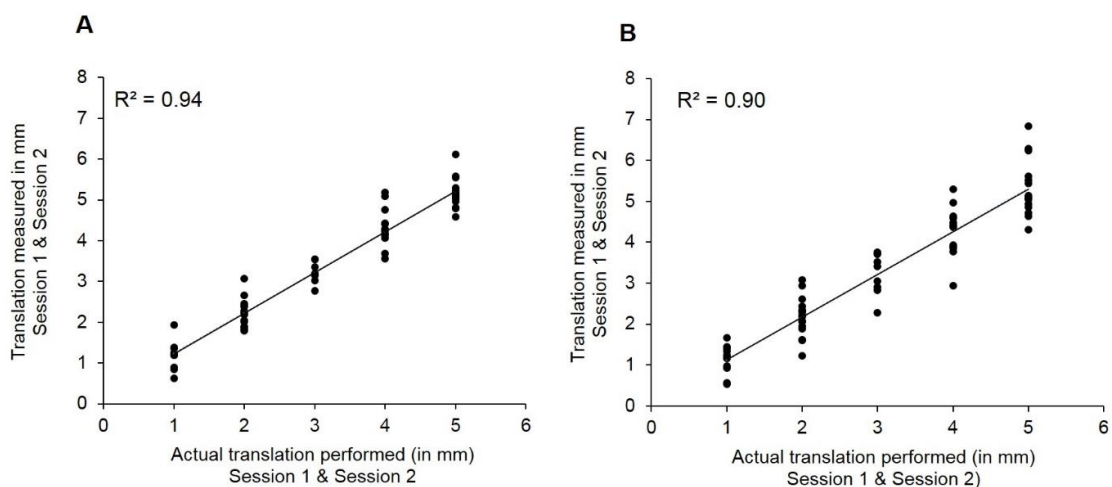 A
R² = 0.94
Translation measured in mm
Session 1 & Session 2
8
7
6
5
4
3
2
1
0
0 1 2 3 4 5 6
Actual translation performed (in mm)
Session 1 & Session 2
B
R² = 0.90
Translation measured in mm
Session 1 & Session 2
8
7
6
5
4
3
2
1
0
0 1 2 3 4 5 6
Actual translation performed (in mm)
Session 1 & Session 2)